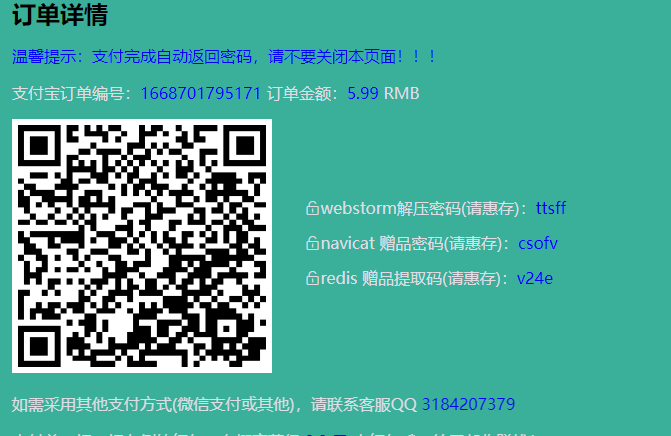 订单详情
温馨提示：支付完成自动返回密码，请不要关闭本页面！！！
支付宝订单编号：1668701795171 订单金额：5.99 RMB
webstorm解压密码(请惠存)：ttsff
navicat 赠品密码(请惠存)：csofv
redis 赠品提取码(请惠存)：v24e
如需采用其他支付方式(微信支付或其他)，请联系客服QQ 3184207379